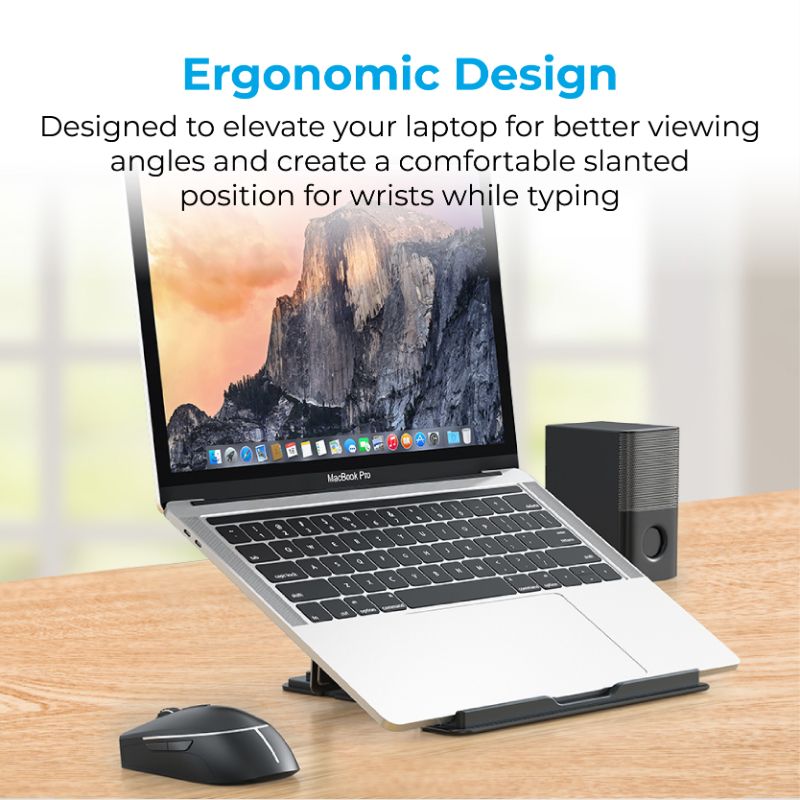 Ergonomic Design
Designed to elevate your laptop for better viewing
angles and create a comfortable slanted
position for wrists while typing
MacBook Pro